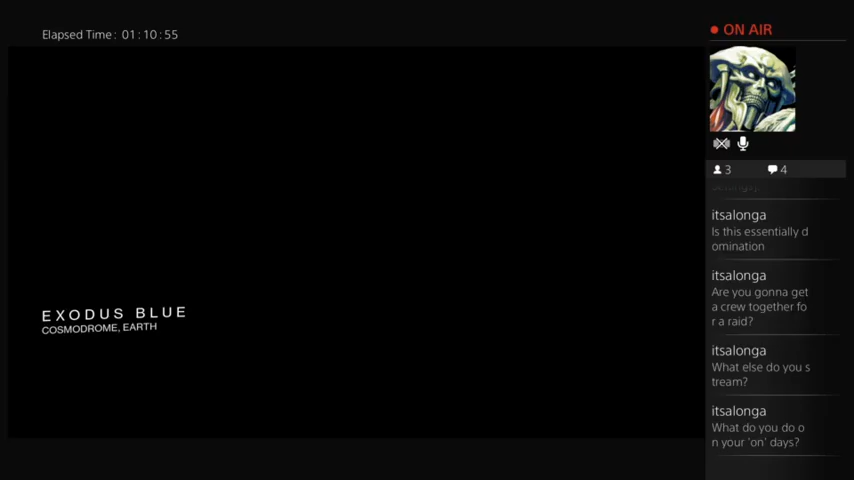 Elapsed Time: 01:10:55
ON AIR
3
4
itsalonga
Is this essentially d
omination
itsalonga
Are you gonna get
a crew together fo
r a raid?
itsalonga
What else do you s
tream?
itsalonga
What do you do o
n your 'on' days?
EXODUS BLUE
COSMODROME, EARTH